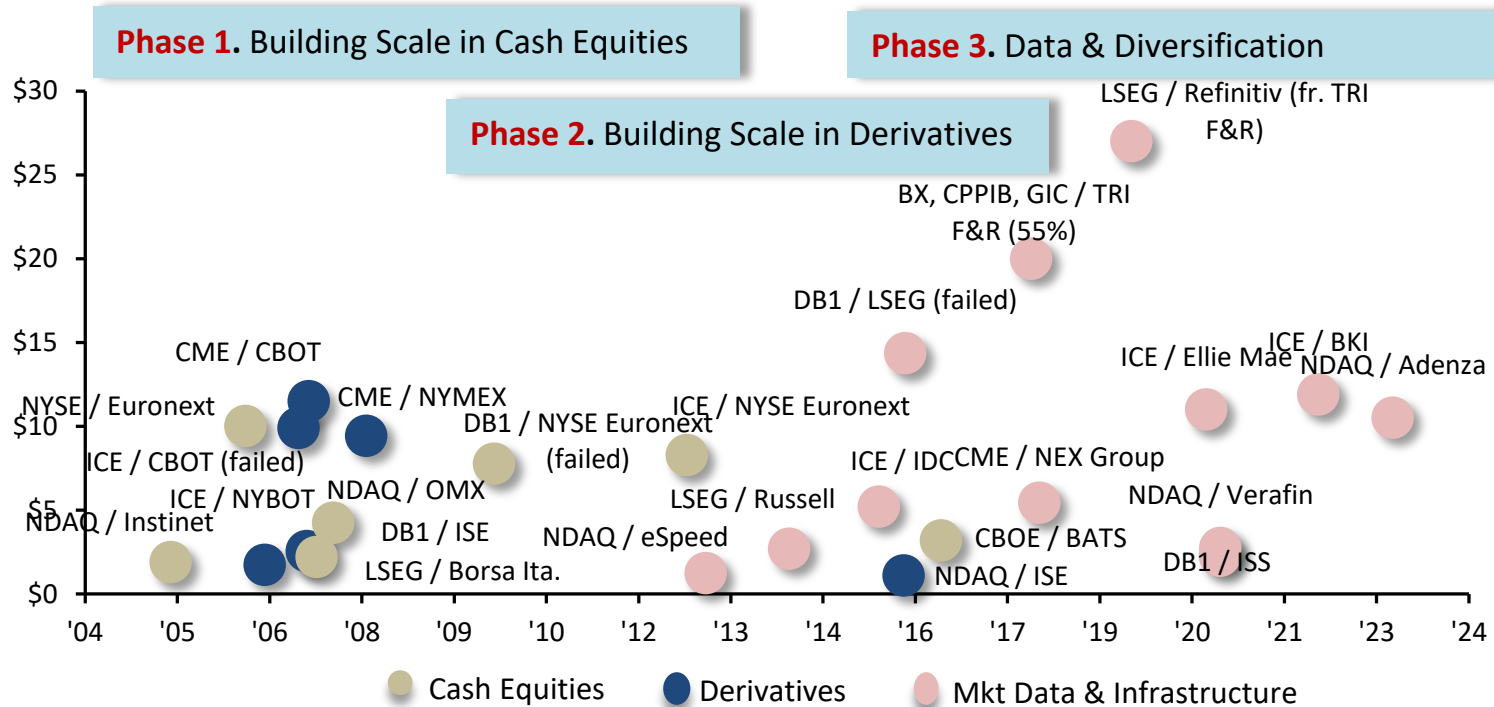 Phase 1. Building Scale in Cash Equities
Phase 3. Data & Diversification
Phase 2. Building Scale in Derivatives
$30
$25
$20
$15
$10
$5
$0
LSEG / Refinitiv (fr. TRI
F&R)
BX, CPPIB, GIC / TRI
F&R (55%)
DB1 / LSEG (failed)
CME / CBOT
ICE / BKI
ICE / Ellie Mae
NDAQ / Adenza
NYSE / Euronext
CME / NYMEX
DB1 / NYSE Euronext
(failed)
ICE / NYSE Euronext
ICE / CBOT (failed)
ICE / IDC
CME / NEX Group
ICE / NYBOT
NDAQ / OMX
LSEG / Russell
NDAQ / Verafin
NDAQ / Instinet
DB1 / ISE
NDAQ / eSpeed
CBOE / BATS
LSEG / Borsa Ita.
NDAQ / ISE
DB1 / ISS
'04
'05
'06
'08
'09
'10
'12
'13
'14
'16
'17
'19
'20
'21
'23
'24
Cash Equities
Derivatives
Mkt Data & Infrastructure